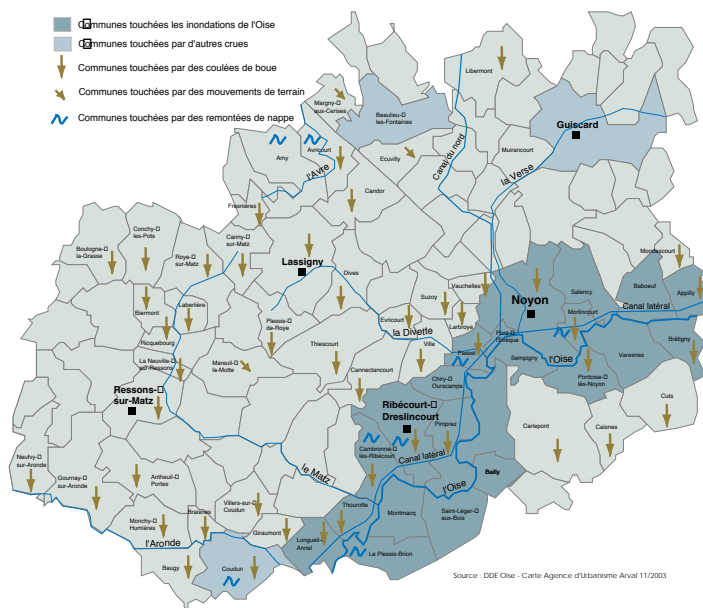 Communes touchées les inondations de l'Oise
Communes touchées par d'autres crues
Communes touchées par des coulées de boue
Communes touchées par des mouvements de terrain
Communes touchées par des remontées de nappe
Libermont
Margny-
aux-Cerises
Beaulieu-
les-Fontaines
Guiscard
Canal du nord
Muirancourt
la Verse
Amy
Avricourt
Ecuvilly
l'Avre
Candor
Fresnières
Conchy-
les-Pots
Boulogne-
la-Grasse
Roye-
sur-Matz
Canny-
sur-Matz
Lassigny
Dives
Mondescourt
Vauchelles
Noyon
Salency
Baboeuf
Appilly
Canal latéral
Biermont
Laberlière
Plessis-
de-Roye
Evricourt
Suzoy
Larbroye
Morlincourt
la Divette
Pont-
l'Evêque
Brétigny
Ricquebourg
La Neuville-
sur-Ressons
Mareuil-
la-Motte
Thiescourt
Ville
Passel
Sempigny
l'Oise
Varesnes
Cannectancourt
Chiry-
Ourscamps
Pontoise-
lès-Noyon
Ressons-
sur-Matz
Ribécourt-
Dreslincourt
Pimprez
Cuts
Carlepont
Caisnes
Neufvy-
sur-Aronde
Gournay-
sur-Aronde
Antheuil-
Portes
Cambronne-
lès-Ribécourt
Canal latéral
Bailly
le Matz
l'Oise
Villers-sur-
Coudun
Thourotte
Montmacq
Saint-Léger-
aux-Bois
Monchy-
Humières
Braisnes
Giraumont
Longueil-
Annel
l'Aronde
Le Plessis-Brion
Baugy
Coudun
Source : DDE Oise - Carte Agence d'Urbanisme Arval 11/2003